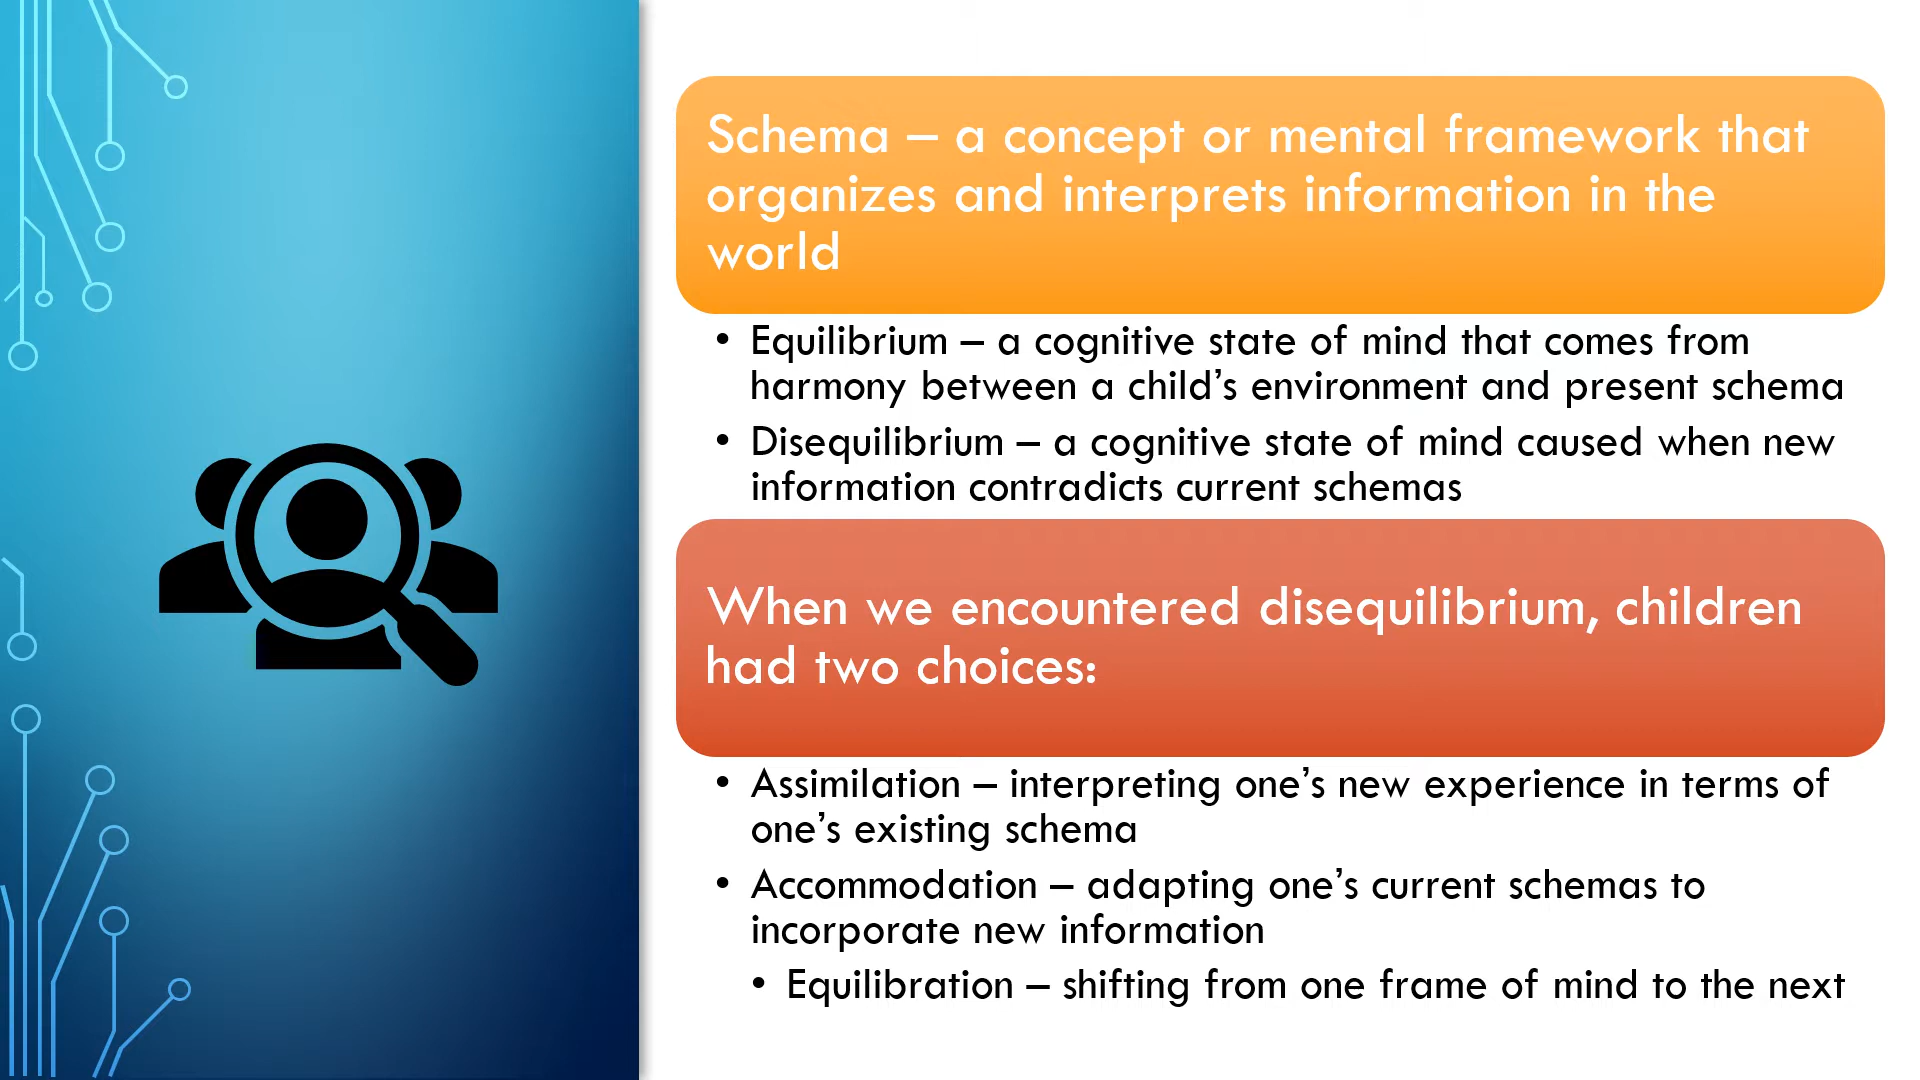 Schema – a concept or mental framework that
organizes and interprets information in the
world
• Equilibrium – a cognitive state of mind that comes from
harmony between a child’s environment and present schema
• Disequilibrium – a cognitive state of mind caused when new
information contradicts current schemas
When we encountered disequilibrium, children
had two choices:
• Assimilation – interpreting one’s new experience in terms of
one’s existing schema
• Accommodation – adapting one’s current schemas to
incorporate new information
• Equilibration – shifting from one frame of mind to the next